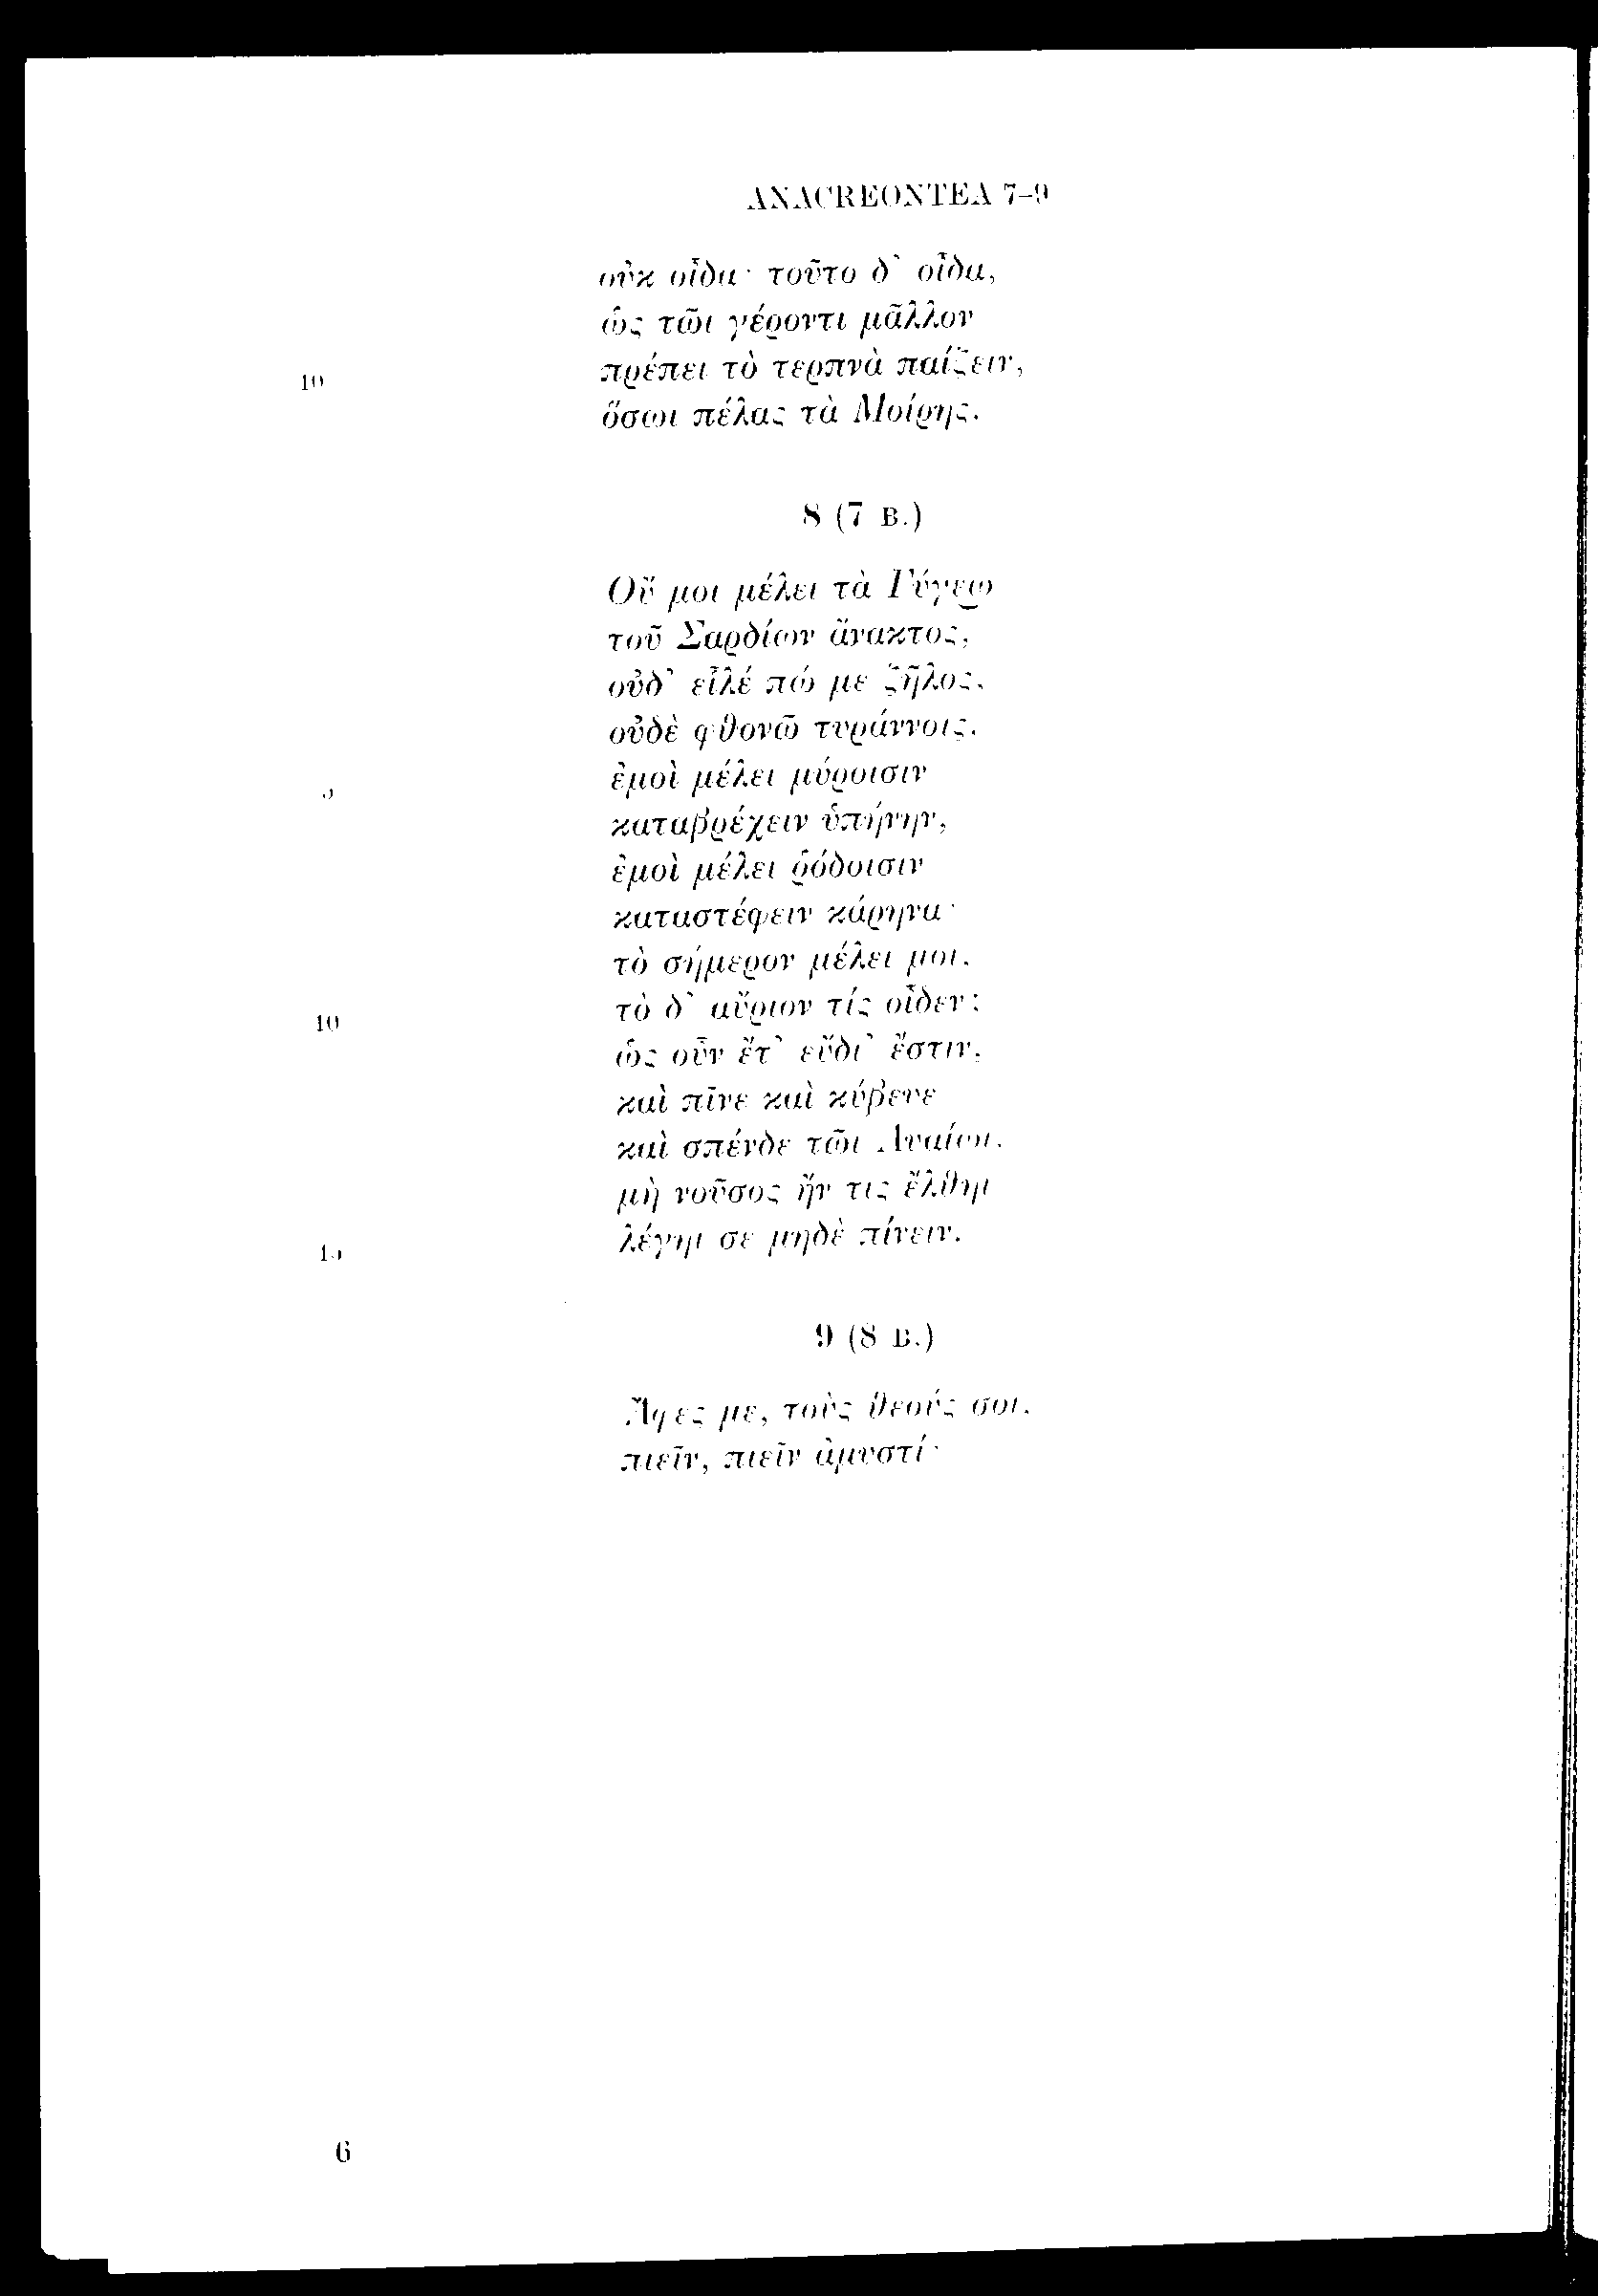 ANACREONTEA 7–9
οὐκ οἶδα· τοῦτο δ᾽ οἶδα,
ὡς τῶι γέροντι μᾶλλον
10 πρέπει τὸ τερπνὰ παίζειν,
ὅσωι πέλας τὰ Μοίρης.
8 (7 B.)
Οὔ μοι μέλει τὰ Γύγεω
τοῦ Σαρδίων ἄνακτος,
οὐδ᾽ εἷλέ πώ με ζῆλος,
οὐδὲ φθονῶ τυράννοις.
5 ἐμοὶ μέλει μύροισιν
καταβρέχειν ὑπήνην,
ἐμοὶ μέλει ῥόδοισιν
καταστέφειν κάρηνα·
τὸ σήμερον μέλει μοι,
10 τὸ δ᾽ αὔριον τίς οἶδεν;
ὡς οὖν ἔτ᾽ εὔδι᾽ ἔστιν,
καὶ πῖνε καὶ κύβευε
καὶ σπένδε τῶι Λυαίωι,
μὴ νοῦσος ἤν τις ἔλθηι
15 λέγηι σε μηδὲ πίνειν.
9 (8 B.)
Ἄφες με, τοὺς θεούς σοι,
πιεῖν, πιεῖν ἀμυστί·
6